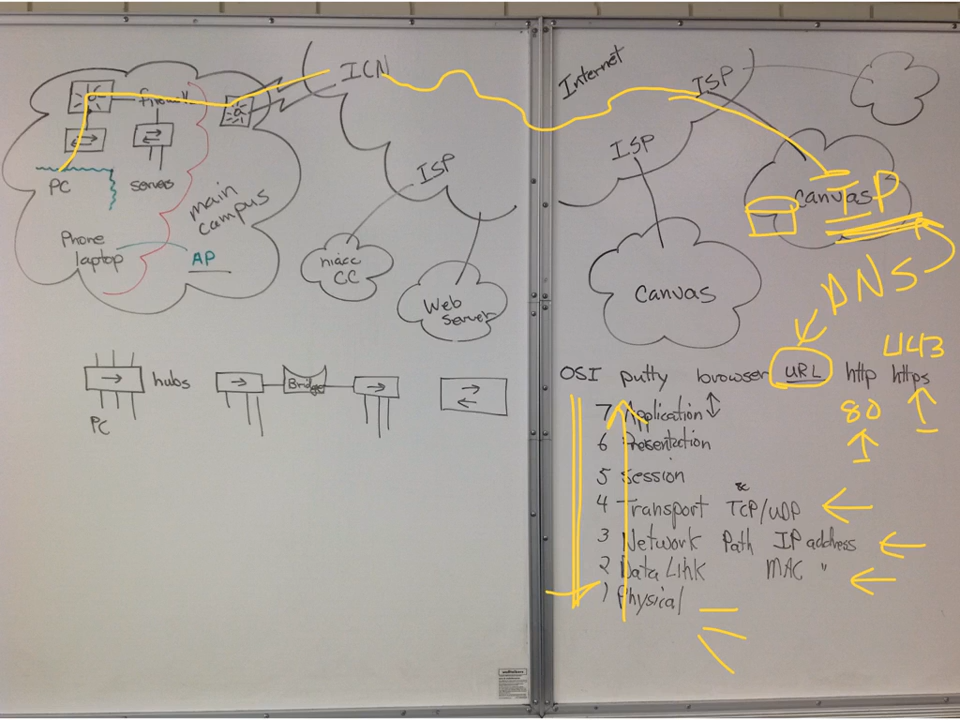 ICN
Internet
ISP
firewall
PC
servers
main
campus
Phone
laptop
AP
ISP
niacc
CC
Web
Server
ISP
Canvas
Canvas
IP
DNS
443
hubs
PC
Bridge
OSI putty browser URL http https
80
7 Application
6 Presentation
5 Session
4 Transport & TCP/UDP
3 Network Path IP address
2 Data Link MAC "
1 Physical